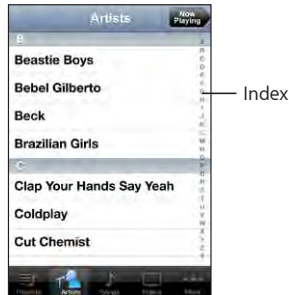 Artists
Now Playing
B
Beastie Boys
Bebel Gilberto
Beck
Brazilian Girls
C
Clap Your Hands Say Yeah
Coldplay
Cut Chemist
Index
Playlists
Artists
Songs
Videos
More